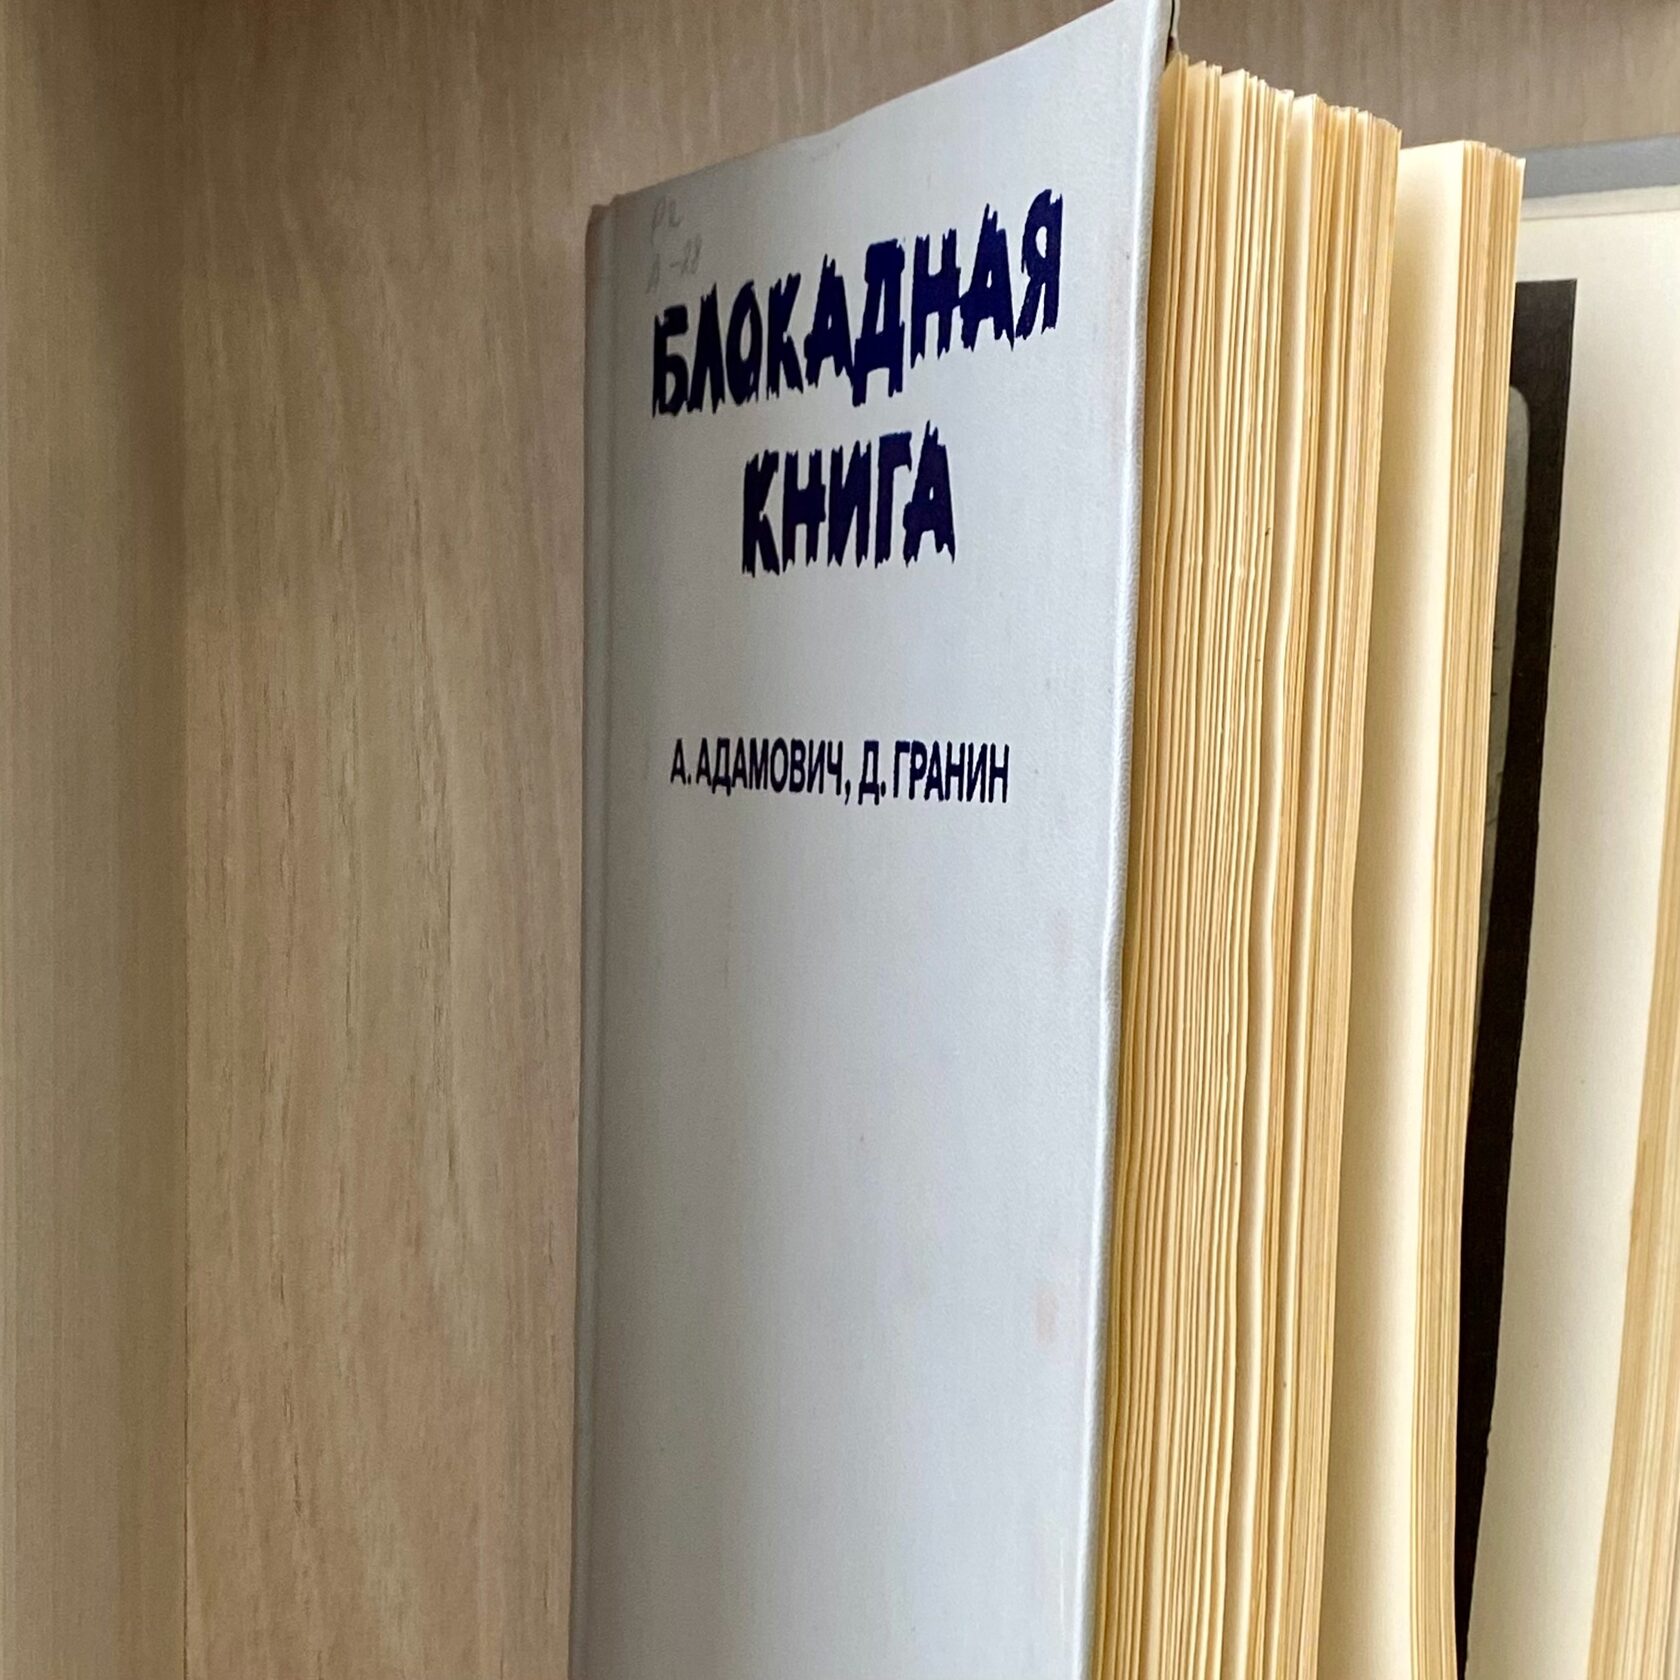 БЛОКАДНАЯ
КНИГА
А. АДАМОВИЧ, Д. ГРАНИН